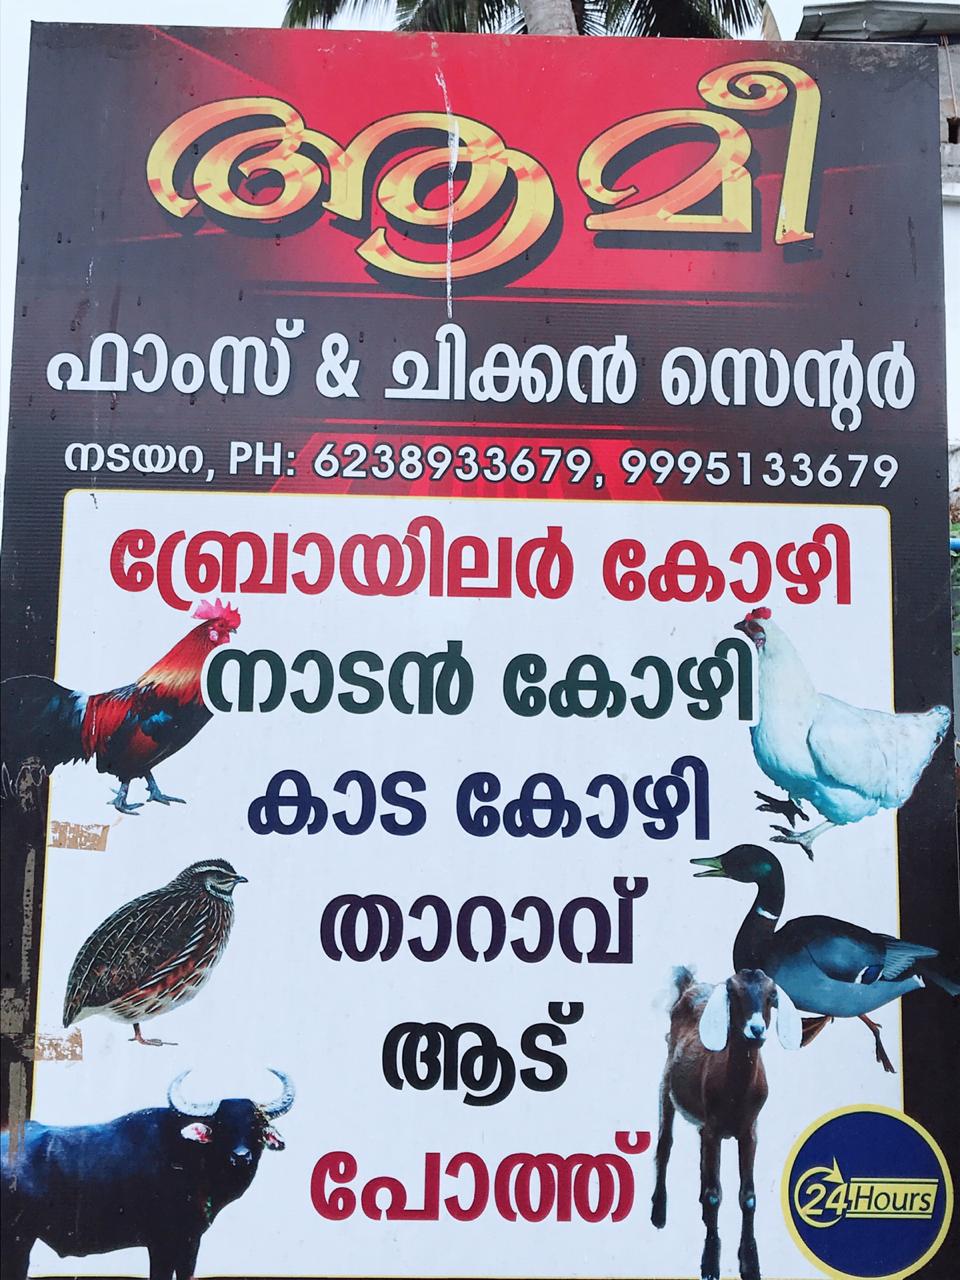 ആമീ
ഫാംസ് & ചിക്കൻ സെന്റർ
നടയറ, PH: 6238933679, 9995133679
ബ്രോയിലർ കോഴി
നാടൻ കോഴി
കാട കോഴി
താറാവ്
ആട്
പോത്ത്
24 Hours